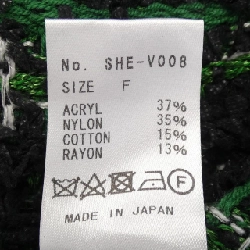 No. SHE-V008
SIZE F
ACRYL 37%
NYLON 35%
COTTON 15%
RAYON 13%
F
MADE IN JAPAN